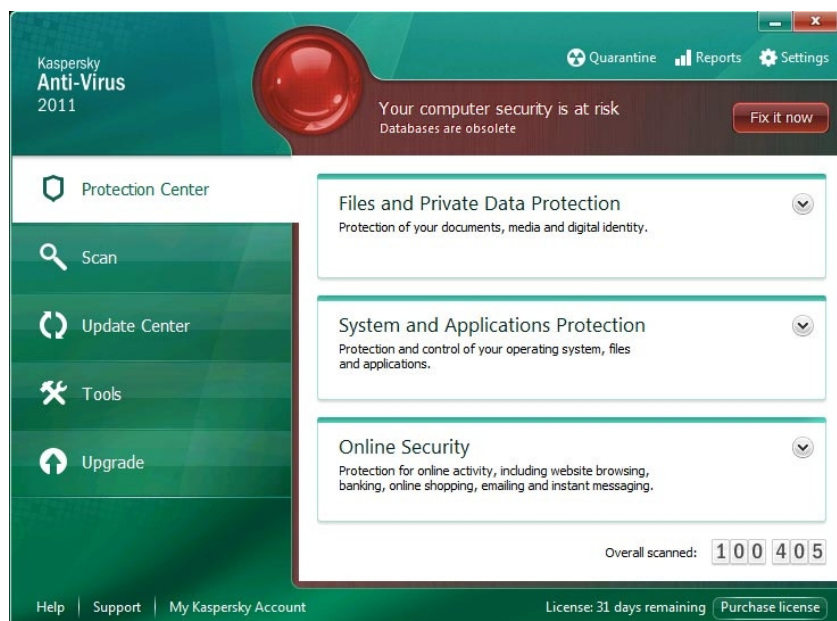 Kaspersky
Anti-Virus
2011
Quarantine
Reports
Settings
Your computer security is at risk
Databases are obsolete
Fix it now
Protection Center
Scan
Update Center
Tools
Upgrade
Files and Private Data Protection
Protection of your documents, media and digital identity.
System and Applications Protection
Protection and control of your operating system, files
and applications.
Online Security
Protection for online activity, including website browsing,
banking, online shopping, emailing and instant messaging.
Overall scanned: 100 405
Help
Support
My Kaspersky Account
License: 31 days remaining
Purchase license